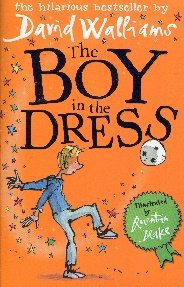 the hilarious bestseller by
David Walliams
The
BOY
in the
DRESS
Illustrated
by
Quentin
Blake